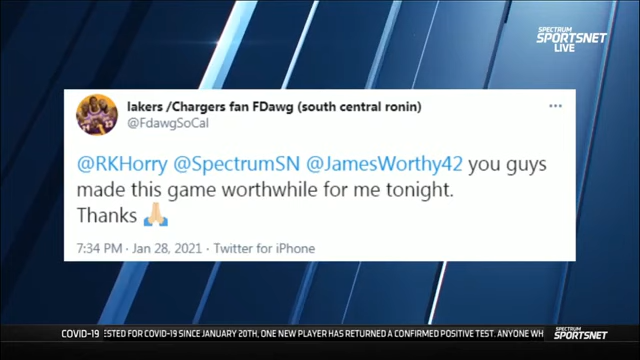 SPECTRUM
SPORTSNET
LIVE
lakers /Chargers fan FDawg (south central ronin)
@FdawgSoCal
@RKHorry @SpectrumSN @JamesWorthy42 you guys
made this game worthwhile for me tonight.
Thanks 🙏🏼
7:34 PM · Jan 28, 2021 · Twitter for iPhone
COVID-19 ESTED FOR COVID-19 SINCE JANUARY 20TH, ONE NEW PLAYER HAS RETURNED A CONFIRMED POSITIVE TEST. ANYONE WH
SPECTRUM
SPORTSNET